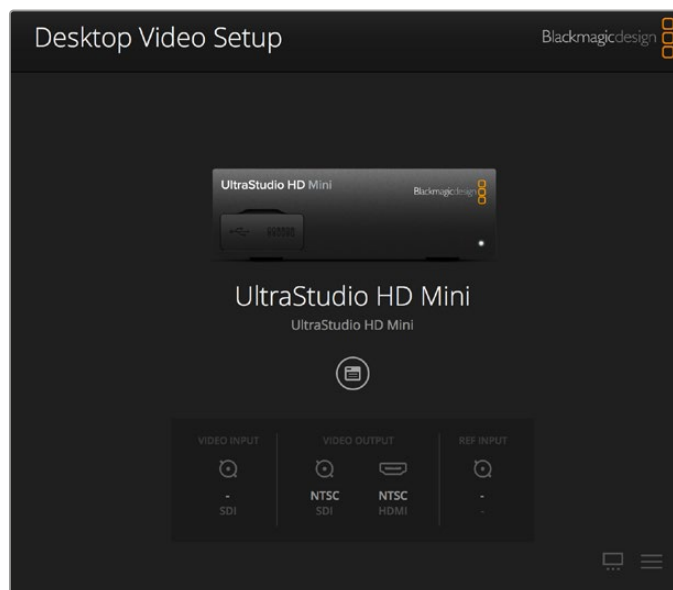 Desktop Video Setup
Blackmagicdesign
UltraStudio HD Mini
Blackmagicdesign
UltraStudio HD Mini
UltraStudio HD Mini
VIDEO INPUT VIDEO OUTPUT REF INPUT
- NTSC NTSC -
SDI SDI HDMI -